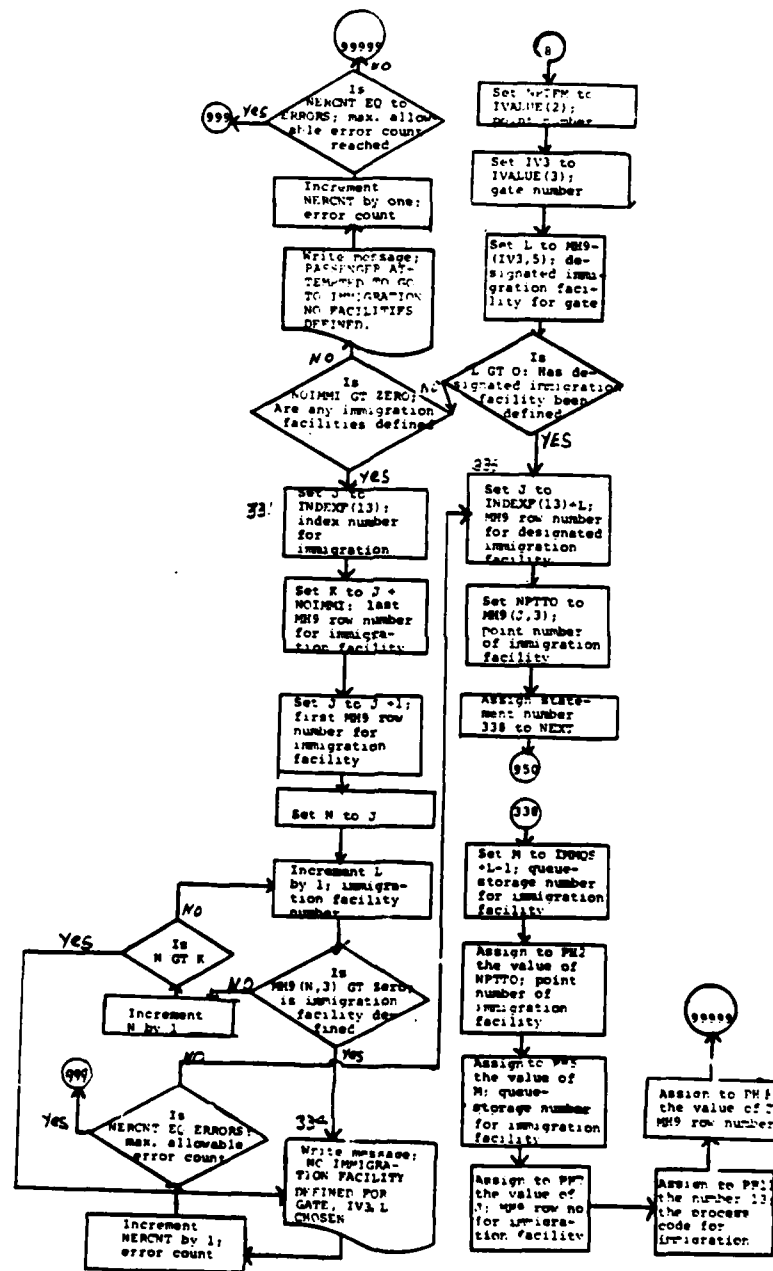 99999
NO
Is
NERCNT EQ to
ERRORS; max. allow-
able error count
reached
Yes
999
Increment
NERCNT by one;
error count
Write message;
PASSENGER AT-
TEMPTED TO GO
TO IMMIGRATION
NO FACILITIES
DEFINED.
NO
Is
NOIMMI GT ZERO;
Are any immigration
facilities defined
Yes
Set J to
INDEXF(13);
index number
for
immigration
Set K to J +
NOIMMI; last
MH9 row number
for immigra-
tion facility
Set J to J +1;
first MH9 row
number for
immigration
facility
Set N to J
Increment L
by 1; immigra-
tion facility
number
NO
Yes
Is
N GT K
Increment
N by 1
NO
Is
MH9(N,3) GT Zero;
is immigration
facility de-
fined
Yes
999
Yes
NO
Is
NERCNT EQ ERRORS;
max. allowable
error count
Write message;
NO IMMIGRA-
TION FACILITY
DEFINED FOR
GATE, IV3,L
CHOSEN
Increment
NERCNT by 1;
error count
8
Set to
IVALUE(2);
point number
Set IV3 to
IVALUE(3);
gate number
Set L to MH9-
(IV3,5); de-
signated immi-
gration faci-
lity for gate
Is
L GT 0; Has de-
signated immigration
facility been
defined
NO
YES
Set J to
INDEXF(13)+L;
MH9 row number
for designated
immigration
facility
Set NPTTO to
MH9(J,3);
point number
of immigration
facility
Assign state-
ment number
338 to NEXT
950
338
Set M to IMMQS
+L-1; queue-
storage number
for immigration
facility
Assign to PH2
the value of
NPTTO; point
number of
immigration
facility
Assign to
the value of
M; queue-
storage number
for immigration
facility
Assign to
the value of
J; MH9 row no.
for immigra-
tion facility
99999
Assign to
the value of
MH9 row number
Assign to
the number 13;
the process
code for
immigration